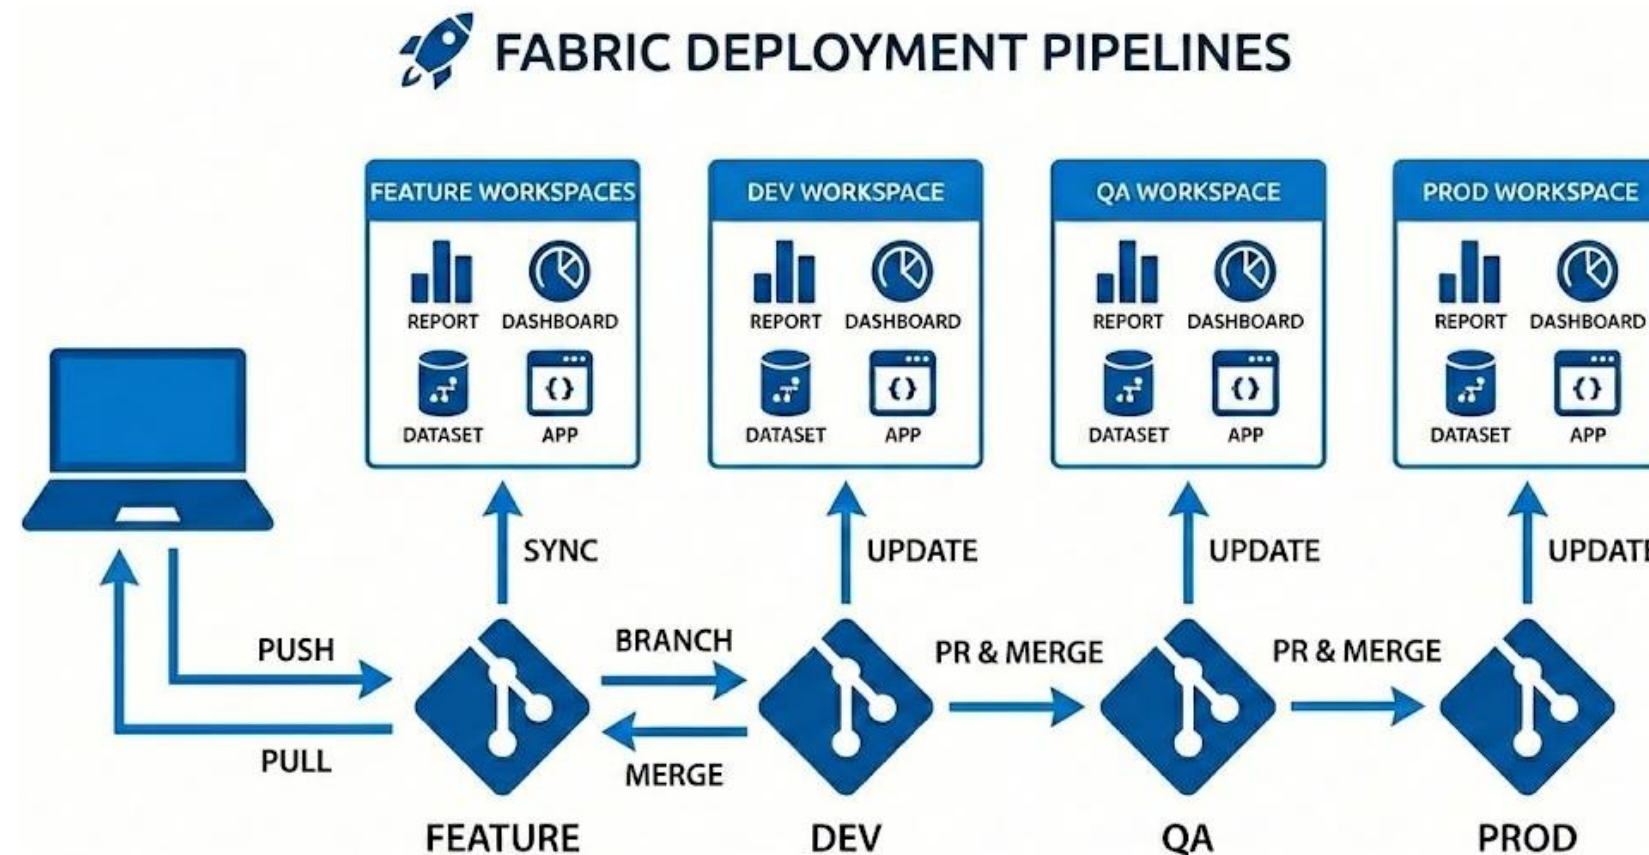 FABRIC DEPLOYMENT PIPELINES
FEATURE WORKSPACES
REPORT DASHBOARD
DATASET APP
DEV WORKSPACE
REPORT DASHBOARD
DATASET APP
QA WORKSPACE
REPORT DASHBOARD
DATASET APP
PROD WORKSPACE
REPORT DASHBOARD
DATASET APP
SYNC
UPDATE
UPDATE
UPDATE
PUSH
PULL
BRANCH
MERGE
PR & MERGE
PR & MERGE
FEATURE
DEV
QA
PROD